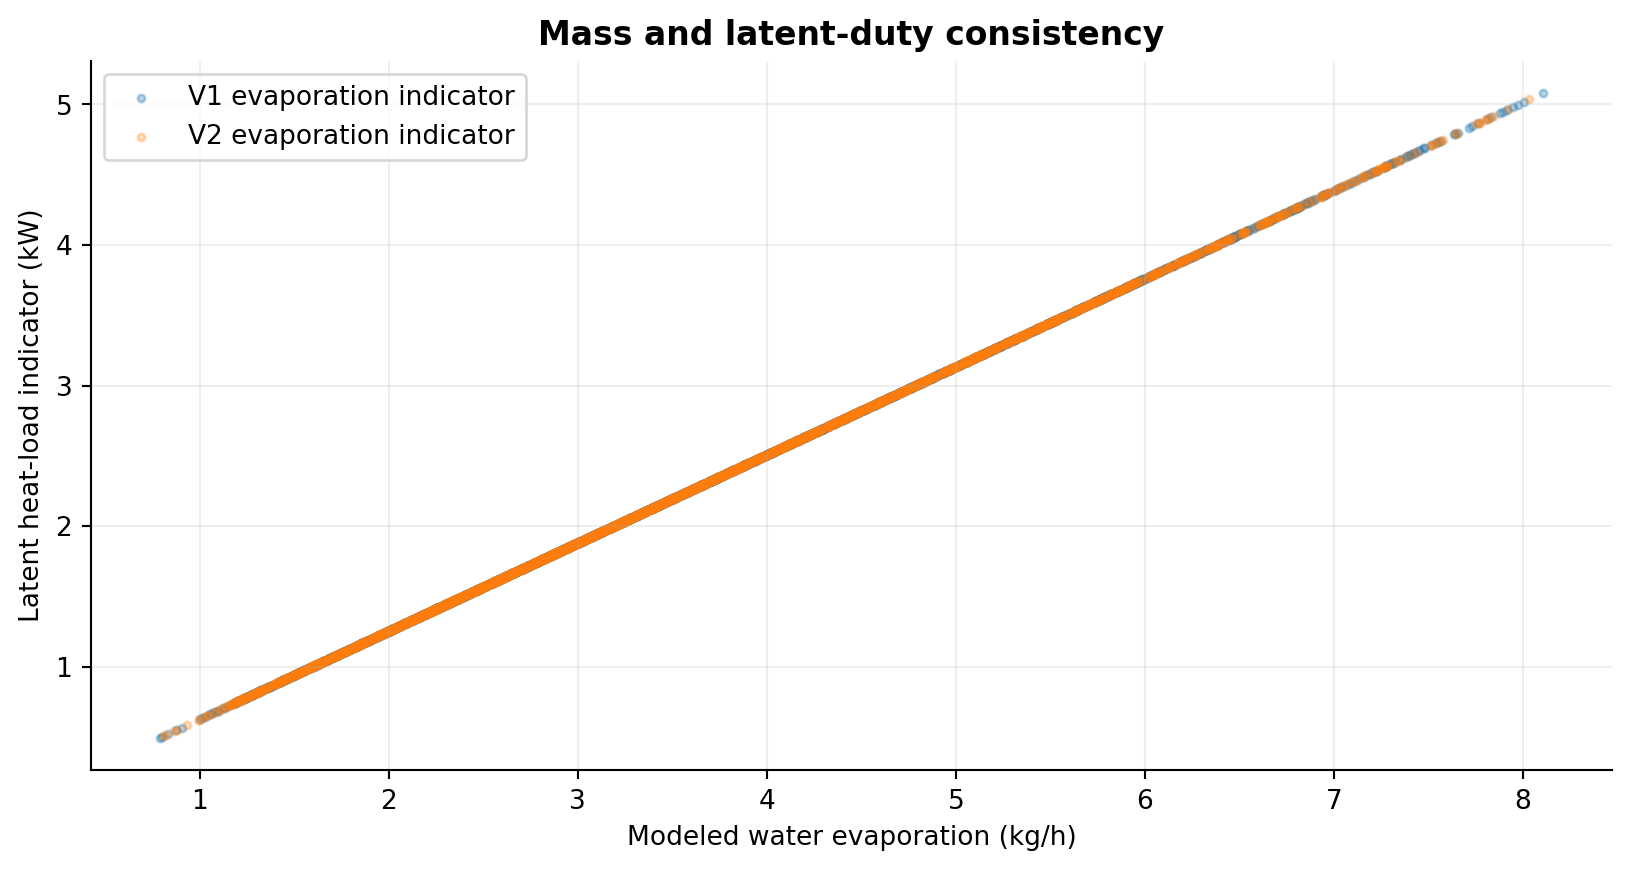 Mass and latent-duty consistency
V1 evaporation indicator
V2 evaporation indicator
Latent heat-load indicator (kW)
5
4
3
2
1
1 2 3 4 5 6 7 8
Modeled water evaporation (kg/h)